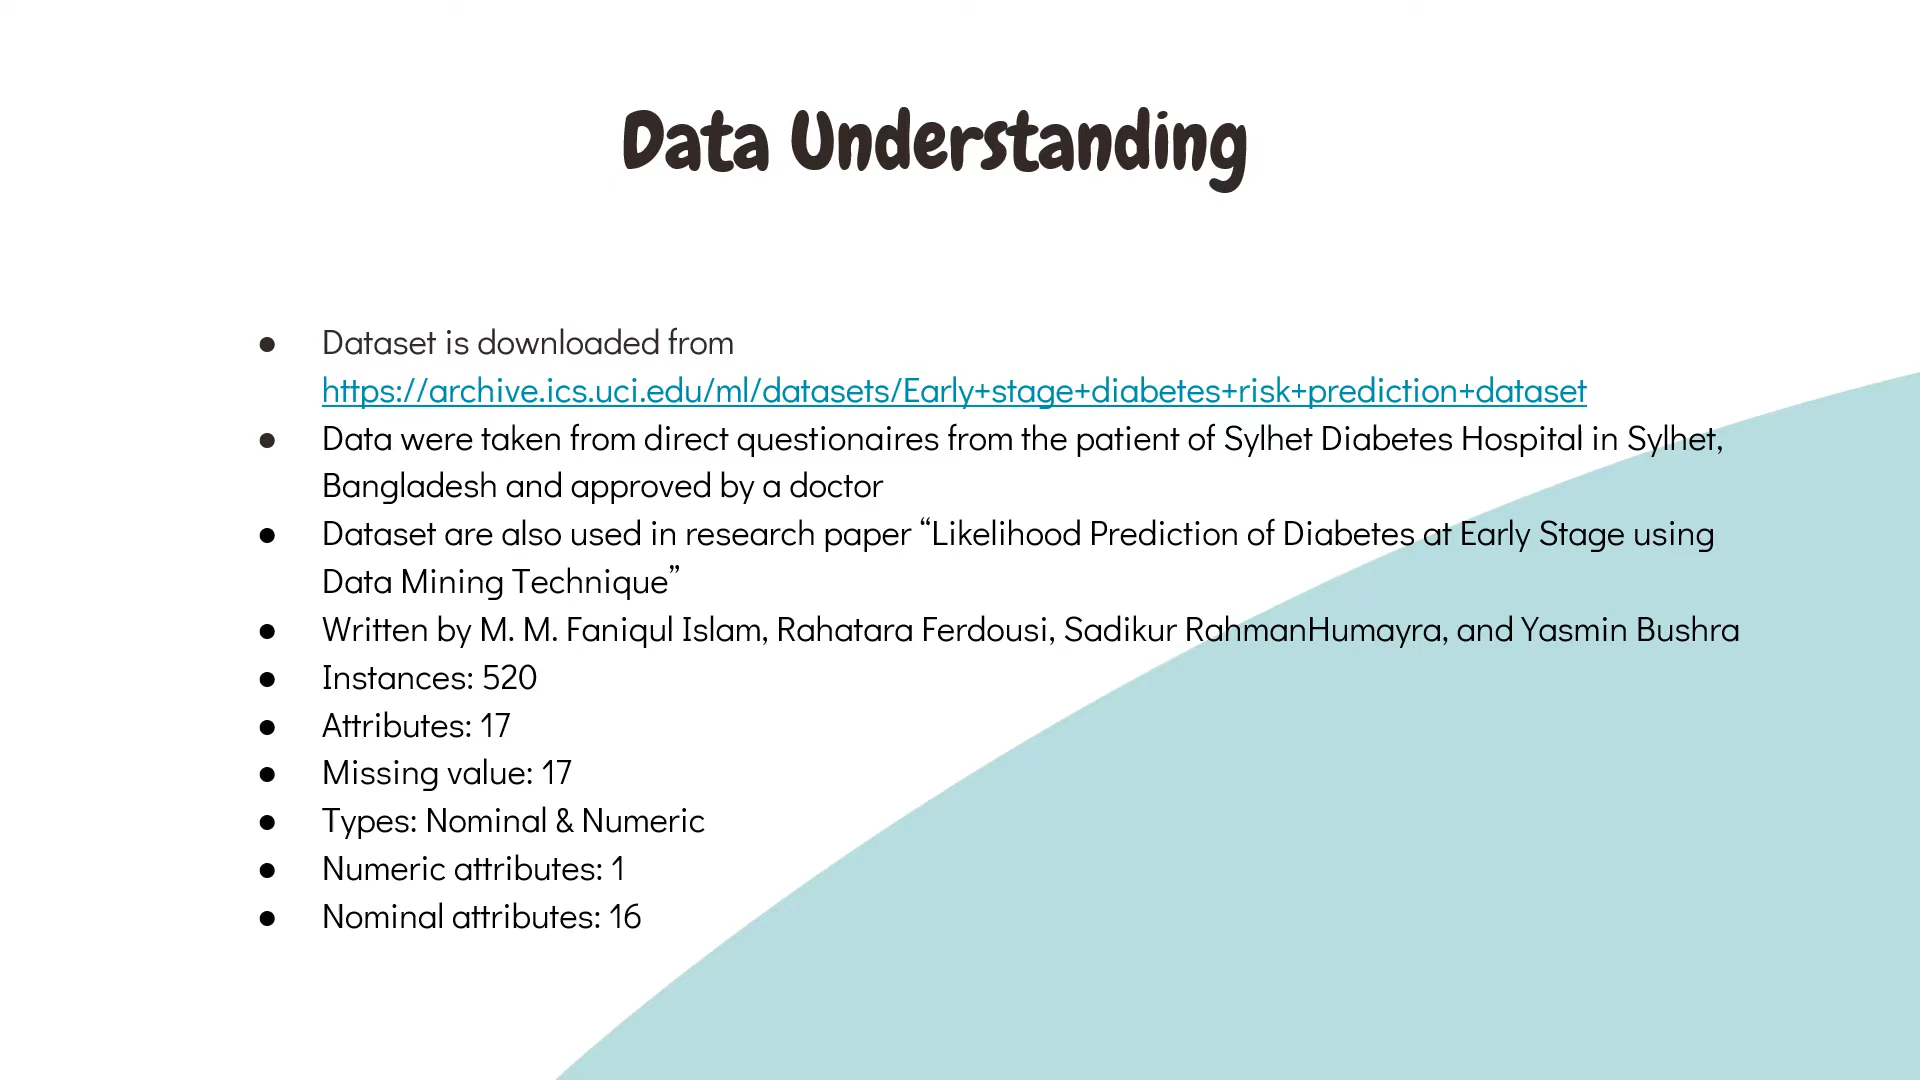 Data Understanding
● Dataset is downloaded from
https://archive.ics.uci.edu/ml/datasets/Early+stage+diabetes+risk+prediction+dataset
● Data were taken from direct questionaires from the patient of Sylhet Diabetes Hospital in Sylhet,
Bangladesh and approved by a doctor
● Dataset are also used in research paper “Likelihood Prediction of Diabetes at Early Stage using
Data Mining Technique”
● Written by M. M. Faniqul Islam, Rahatara Ferdousi, Sadikur RahmanHumayra, and Yasmin Bushra
● Instances: 520
● Attributes: 17
● Missing value: 17
● Types: Nominal & Numeric
● Numeric attributes: 1
● Nominal attributes: 16